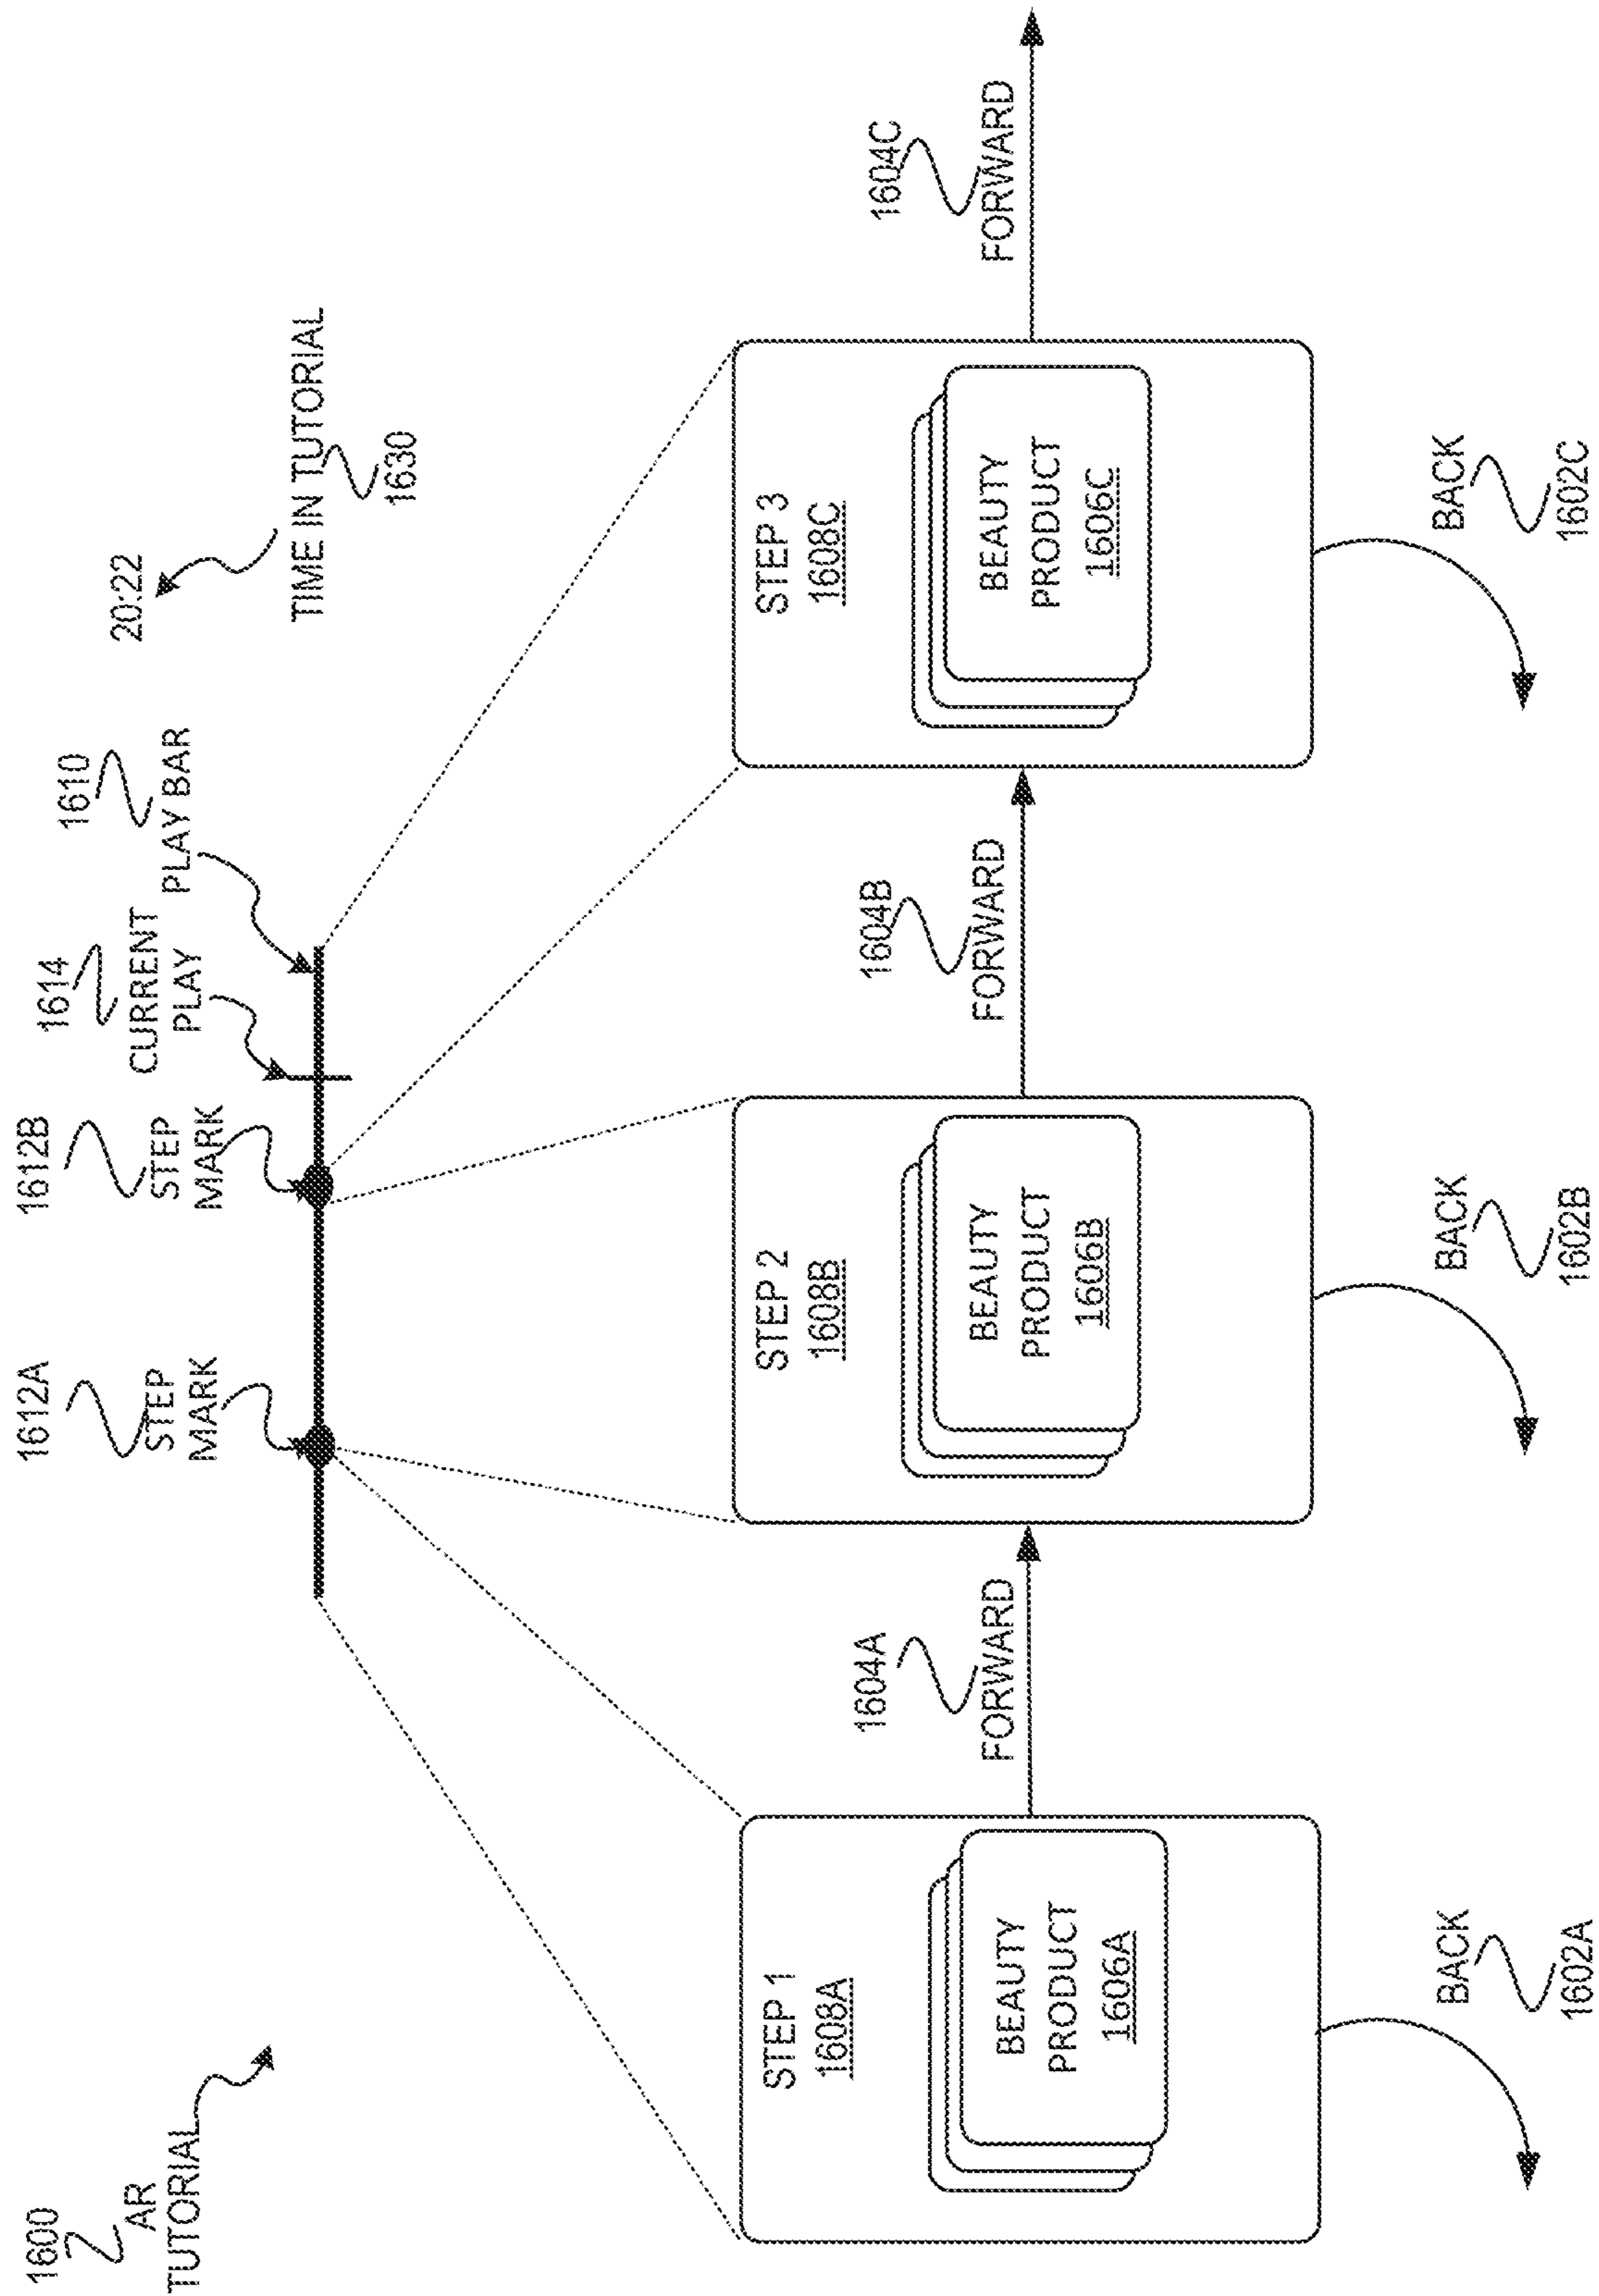 1600
AR
TUTORIAL
1612A
STEP
MARK
1612B
STEP
MARK
1614
CURRENT
PLAY
1610
PLAY BAR
20:22
TIME IN TUTORIAL
1630
STEP 1
1608A
BEAUTY
PRODUCT
1606A
1604A
FORWARD
STEP 2
1608B
BEAUTY
PRODUCT
1606B
1604B
FORWARD
STEP 3
1608C
BEAUTY
PRODUCT
1606C
1604C
FORWARD
BACK
1602A
BACK
1602B
BACK
1602C